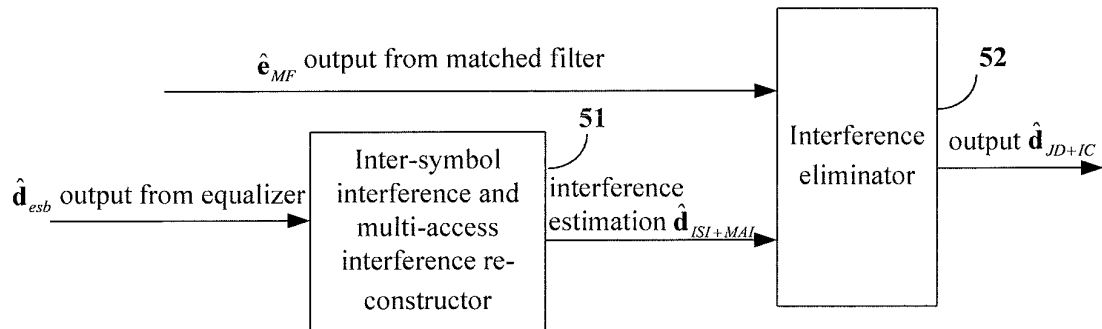 ê_MF output from matched filter
52
51
Interference
eliminator
output d̂_JD+IC
Inter-symbol
interference and
multi-access
interference re-
constructor
d̂_esb output from equalizer
interference
estimation d̂_ISI+MAI